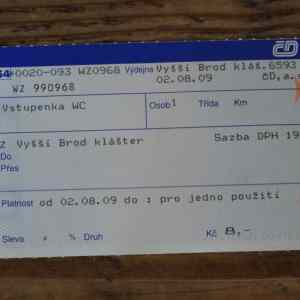 54 +0020-093 WZ0968 Výdejna Vyšší Brod kláš.6593
WZ 990968 02.08.09 ČD,a.
Vstupenka WC Osob 1 Třída Km
Z Vyšší Brod klášter Sazba DPH 19
Do
Přes
Platnost od 02.08.09 do : pro jedno použití
Sleva % Druh Kč 8,-